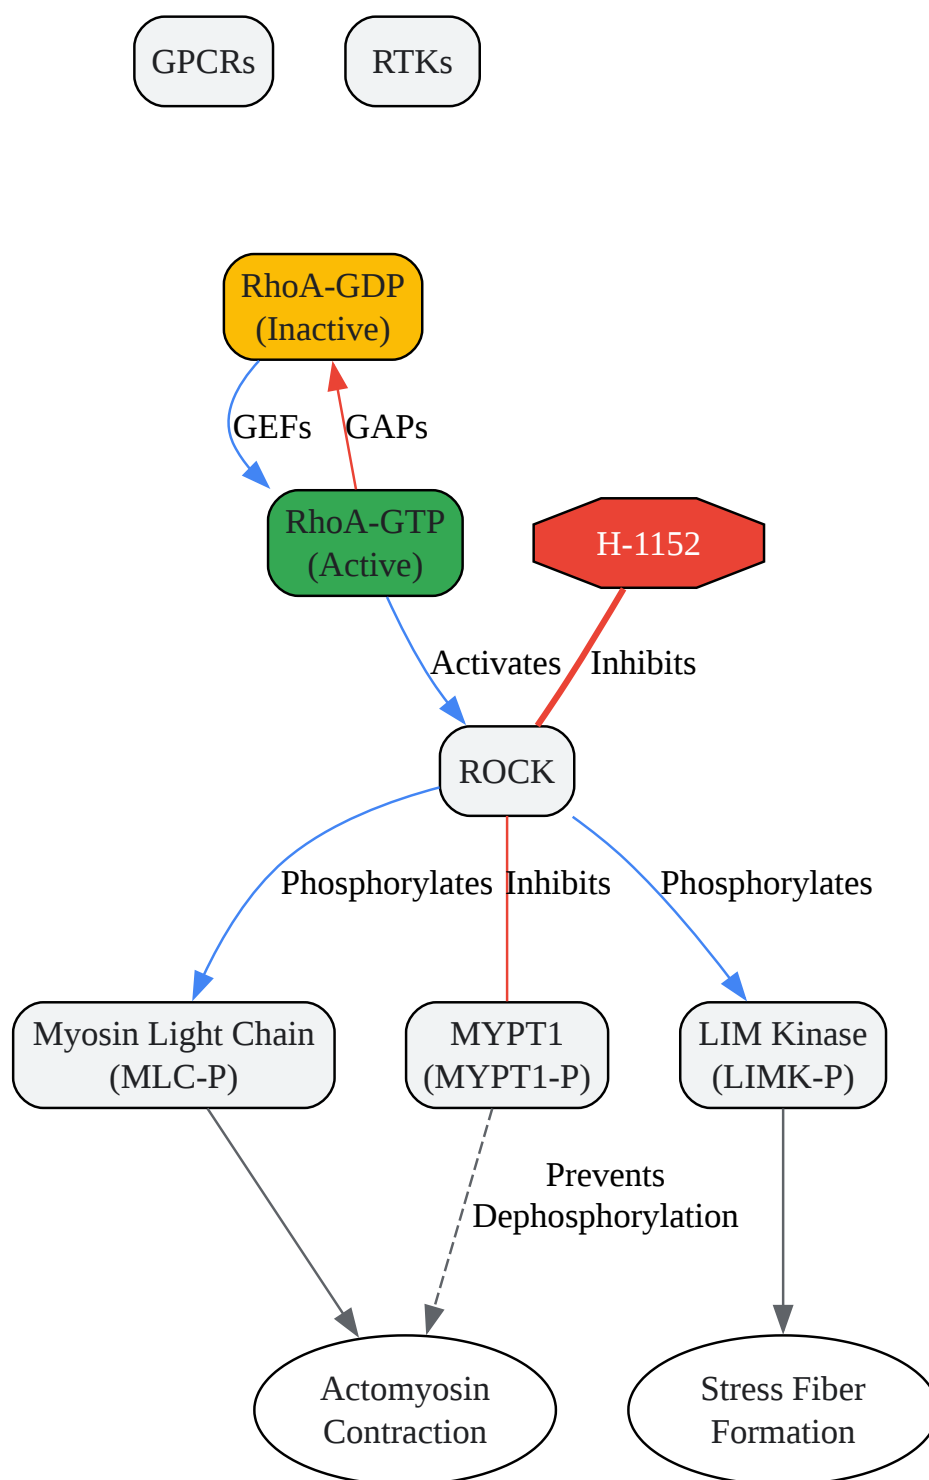 GPCRs
RTKs
RhoA-GDP
(Inactive)
GEFs
GAPs
RhoA-GTP
(Active)
H-1152
Activates
Inhibits
ROCK
Phosphorylates
Inhibits
Phosphorylates
Myosin Light Chain
(MLC-P)
MYPT1
(MYPT1-P)
LIM Kinase
(LIMK-P)
Prevents
Dephosphorylation
Actomyosin
Contraction
Stress Fiber
Formation